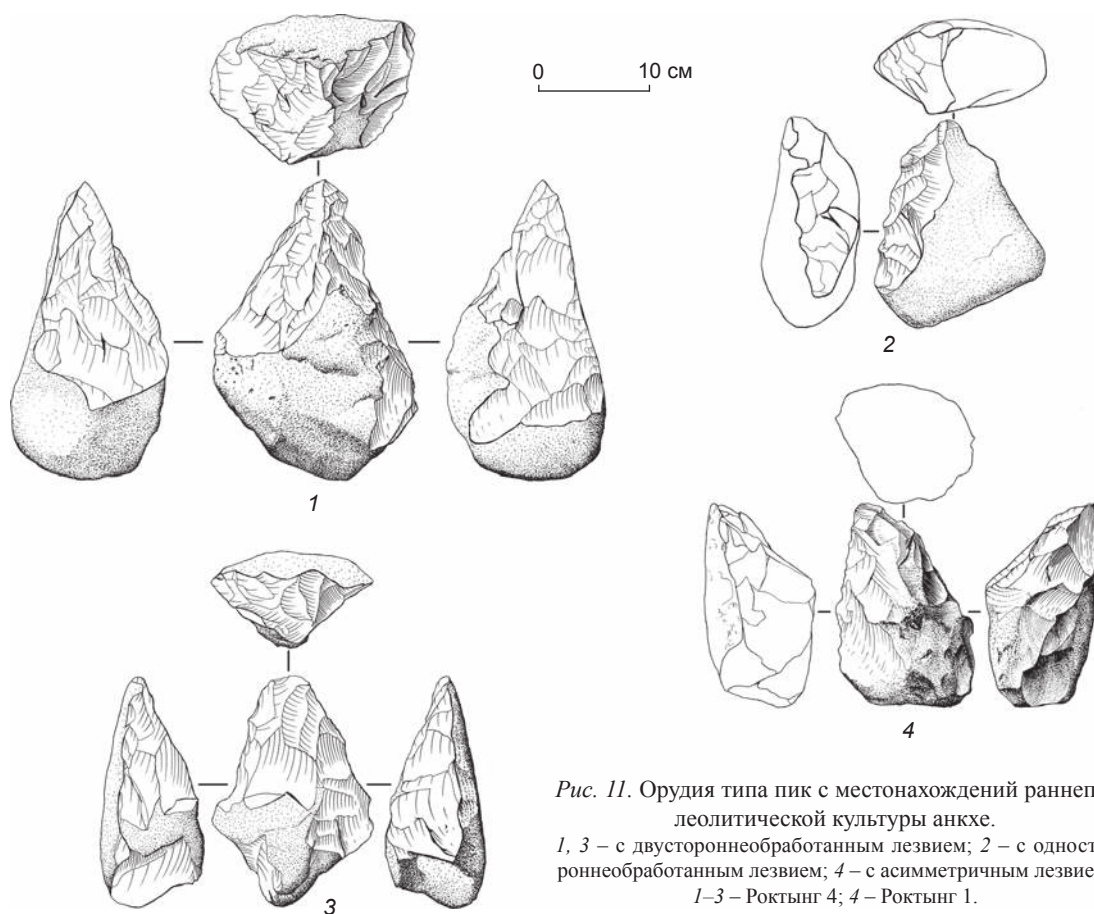 0 10 см
1
2
3
4
Рис. 11. Орудия типа пик с местонахождений раннеп
леолитической культуры анкхе.
1, 3 – с двустороннеобработанным лезвием; 2 – с одност
роннеобработанным лезвием; 4 – с асимметричным лезвие
1–3 – Роктынг 4; 4 – Роктынг 1.